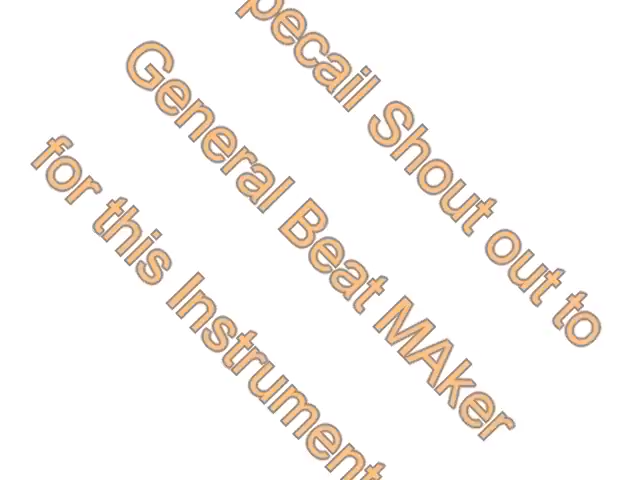 pecail Shout out to
General Beat MAker
for this Instrument